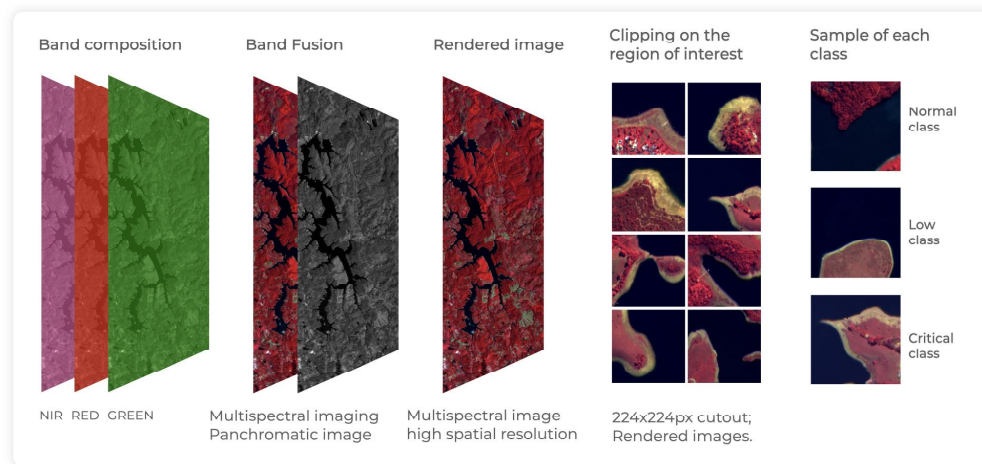 Band composition
Band Fusion
Rendered image
Clipping on the
region of interest
Sample of each
class
Normal
class
Low
class
Critical
class
NIR RED GREEN
Multispectral imaging
Panchromatic image
Multispectral image
high spatial resolution
224x224px cutout;
Rendered images.